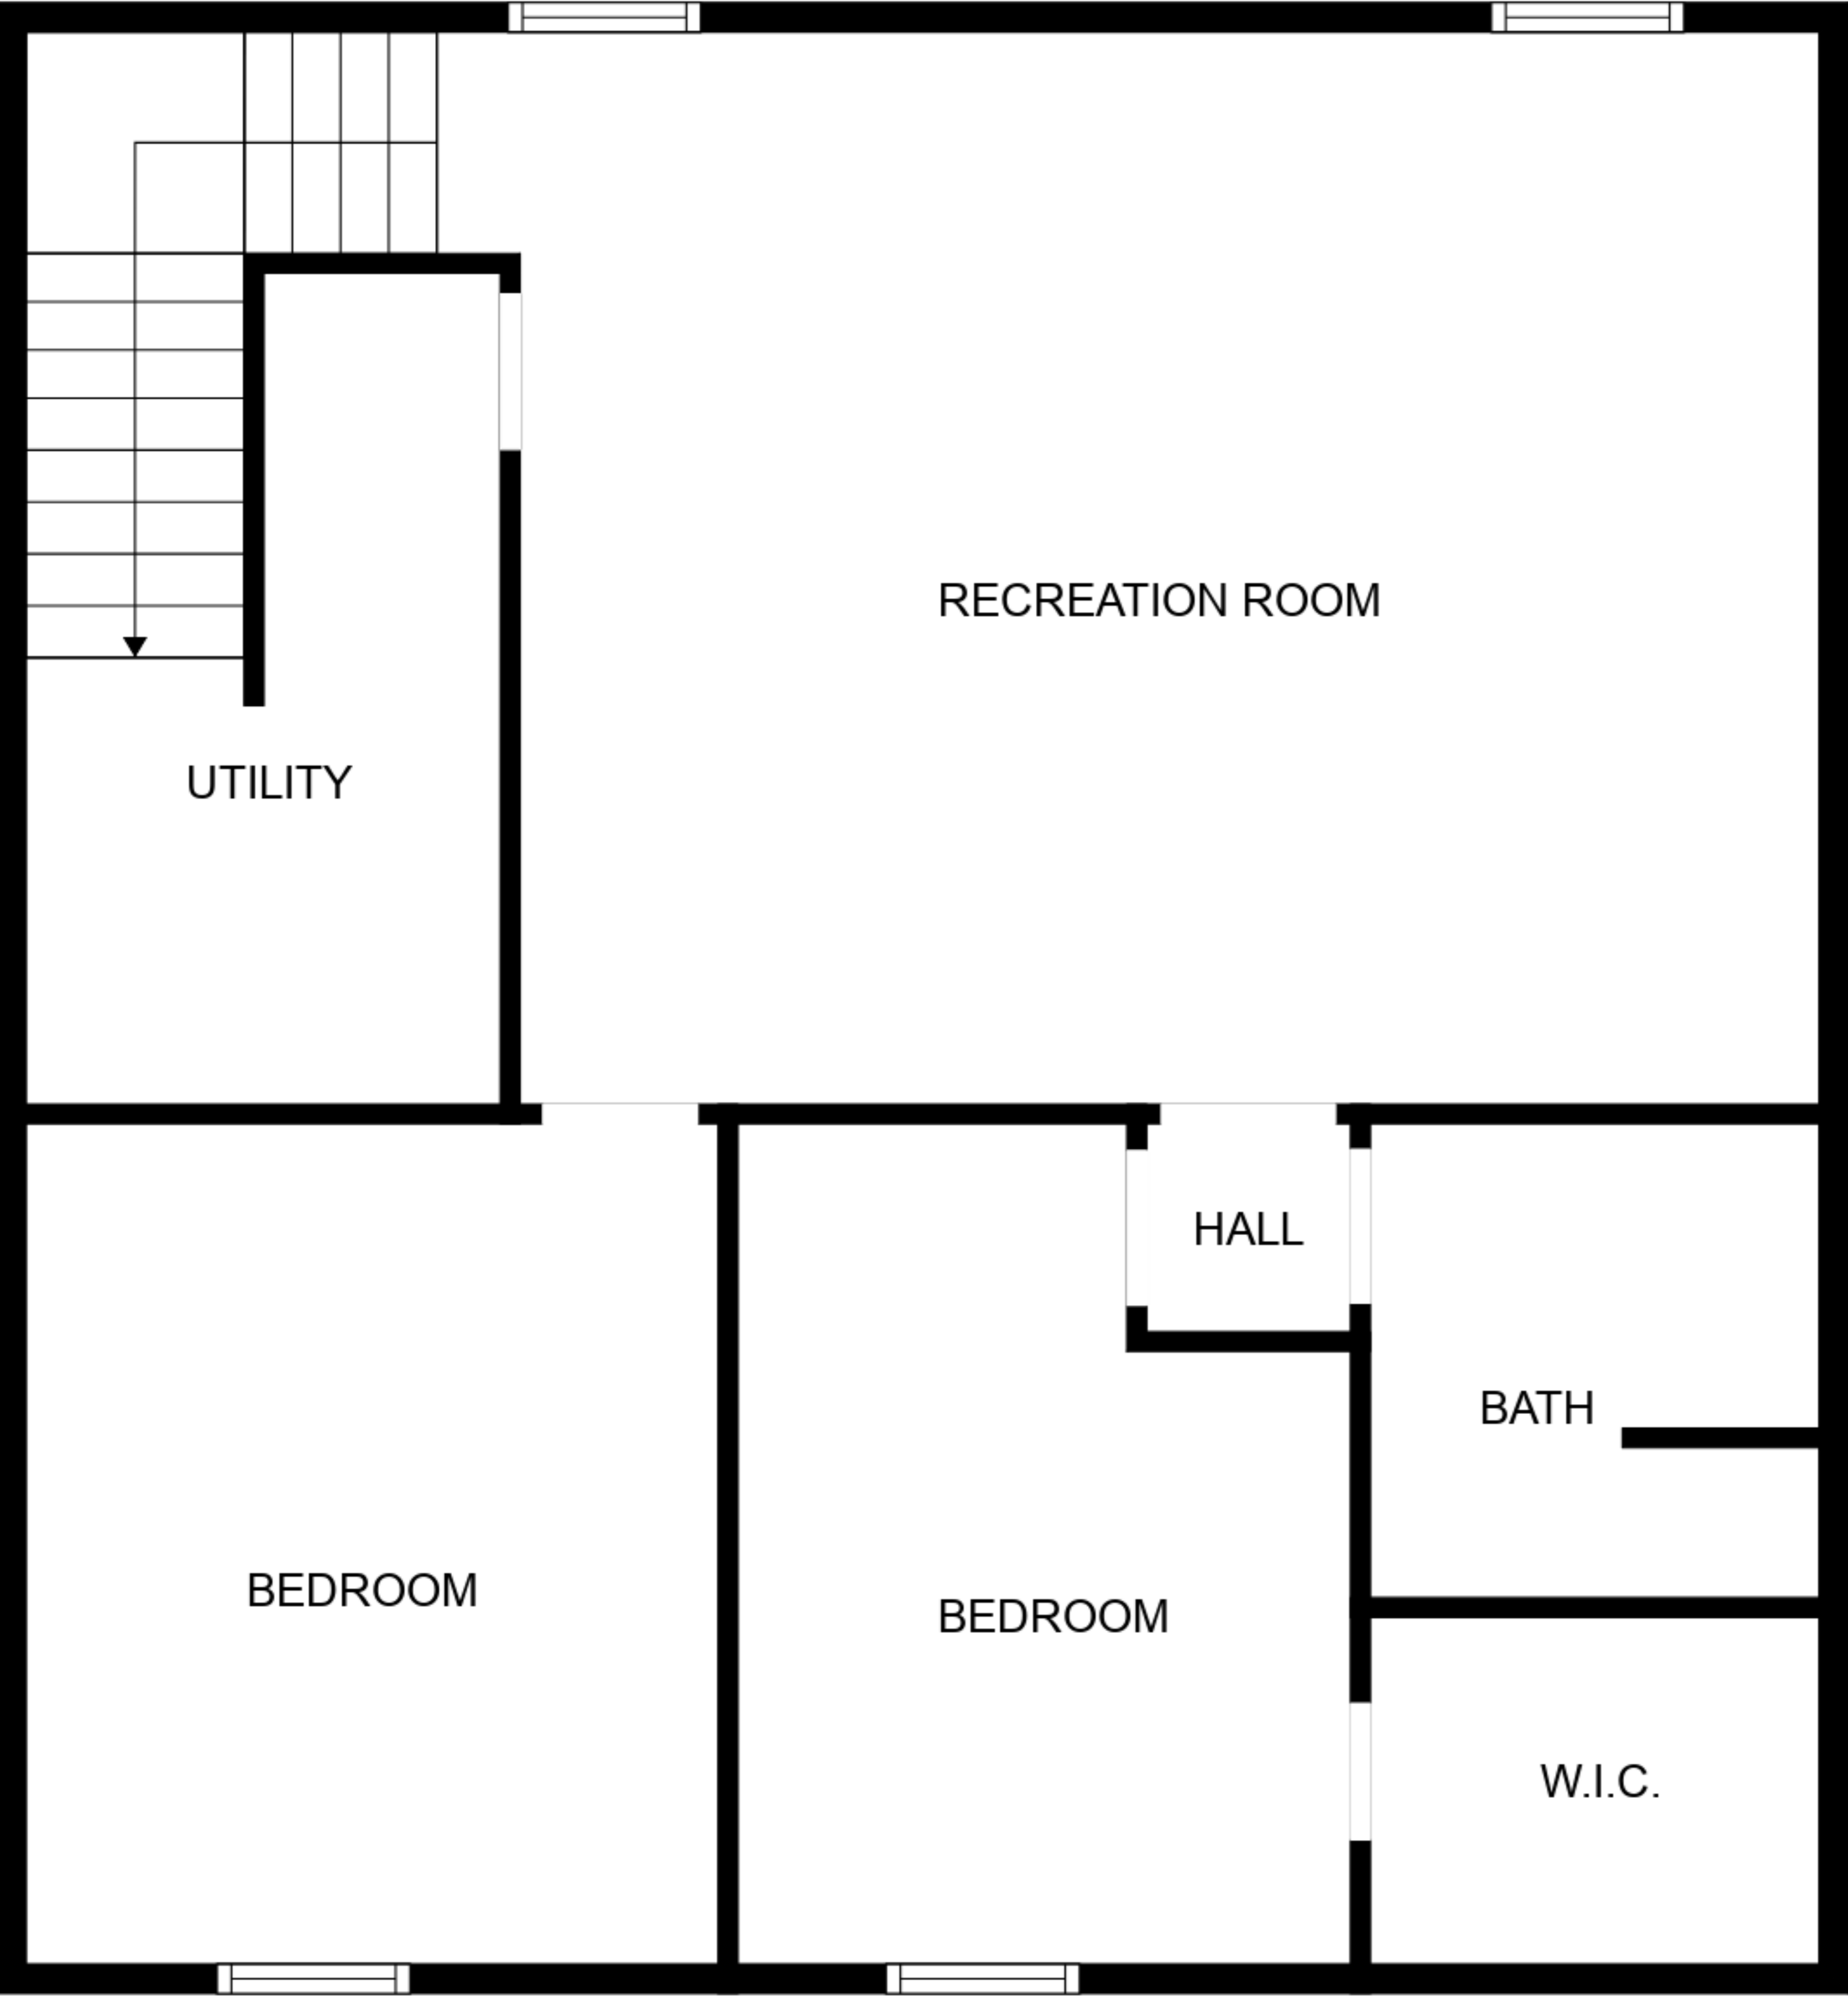 RECREATION ROOM
UTILITY
HALL
BATH
BEDROOM
BEDROOM
W.I.C.